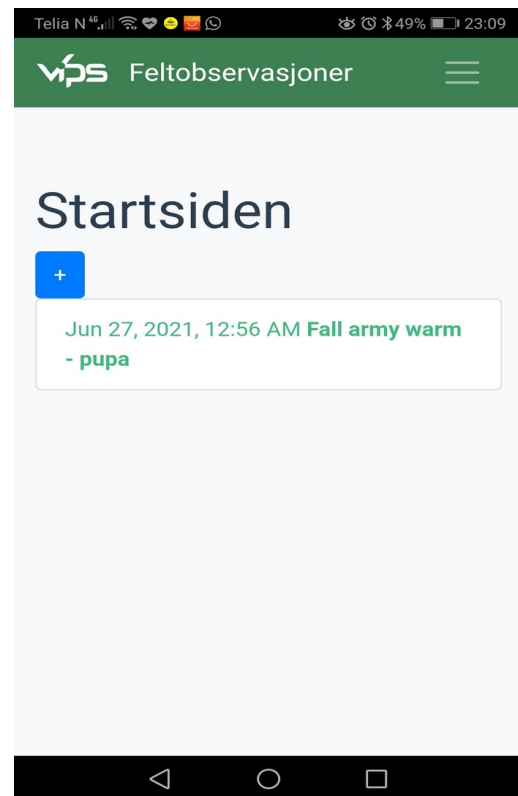 Telia N 4G 49% 23:09
vips Feltobservasjoner
Startsiden
+
Jun 27, 2021, 12:56 AM Fall army warm
- pupa